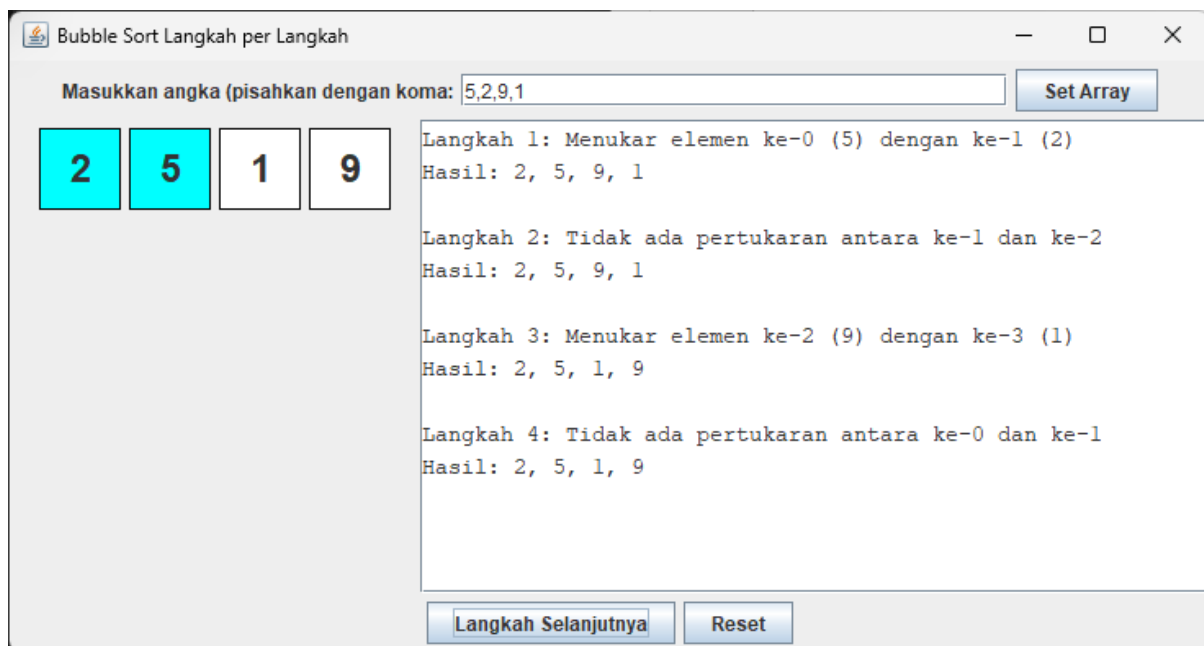 Bubble Sort Langkah per Langkah
Masukkan angka (pisahkan dengan koma: 5,2,9,1 Set Array
2 5 1 9
Langkah 1: Menukar elemen ke-0 (5) dengan ke-1 (2)
Hasil: 2, 5, 9, 1
Langkah 2: Tidak ada pertukaran antara ke-1 dan ke-2
Hasil: 2, 5, 9, 1
Langkah 3: Menukar elemen ke-2 (9) dengan ke-3 (1)
Hasil: 2, 5, 1, 9
Langkah 4: Tidak ada pertukaran antara ke-0 dan ke-1
Hasil: 2, 5, 1, 9
Langkah Selanjutnya Reset